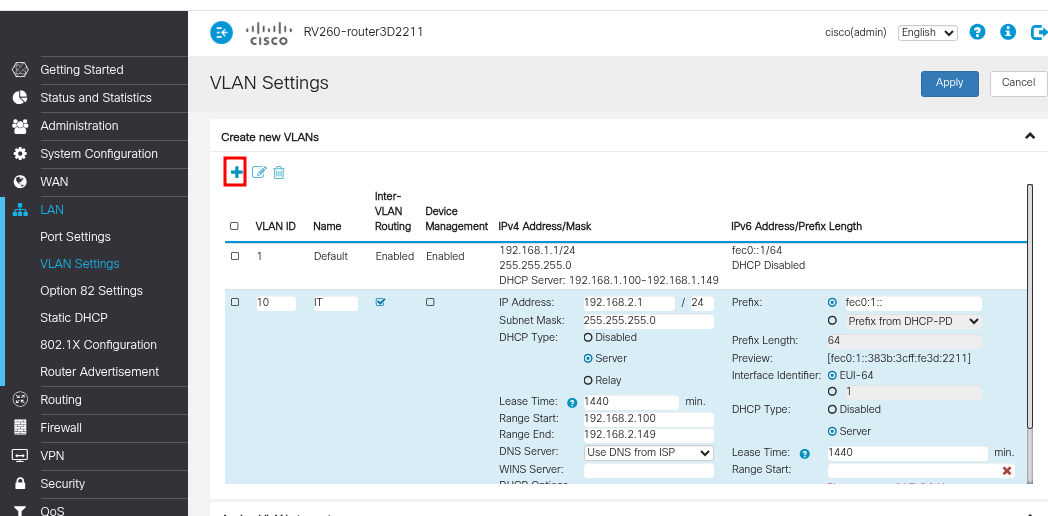 CISCO
RV260-router3D2211
cisco(admin)
English
Getting Started
Status and Statistics
Administration
System Configuration
WAN
LAN
Port Settings
VLAN Settings
Option 82 Settings
Static DHCP
802.1X Configuration
Router Advertisement
Routing
Firewall
VPN
Security
QoS
VLAN Settings
Apply
Cancel
Create new VLANs
VLAN ID
Name
Inter-
VLAN
Routing
Device
Management
IPv4 Address/Mask
IPv6 Address/Prefix Length
1
Default
Enabled
Enabled
192.168.1.1/24
255.255.255.0
DHCP Server: 192.168.1.100-192.168.1.149
fec0::1/64
DHCP Disabled
10
IT
IP Address: 192.168.2.1 / 24
Subnet Mask: 255.255.255.0
DHCP Type: Disabled
Server
Relay
Lease Time: 1440 min.
Range Start: 192.168.2.100
Range End: 192.168.2.149
DNS Server: Use DNS from ISP
WINS Server:
DHCP Options
Prefix: fec0:1::
Prefix from DHCP-PD
Prefix Length: 64
Preview: [fec0:1::383b:3cff:fe3d:2211]
Interface Identifier: EUI-64
1
DHCP Type: Disabled
Server
Lease Time: 1440 min.
Range Start: